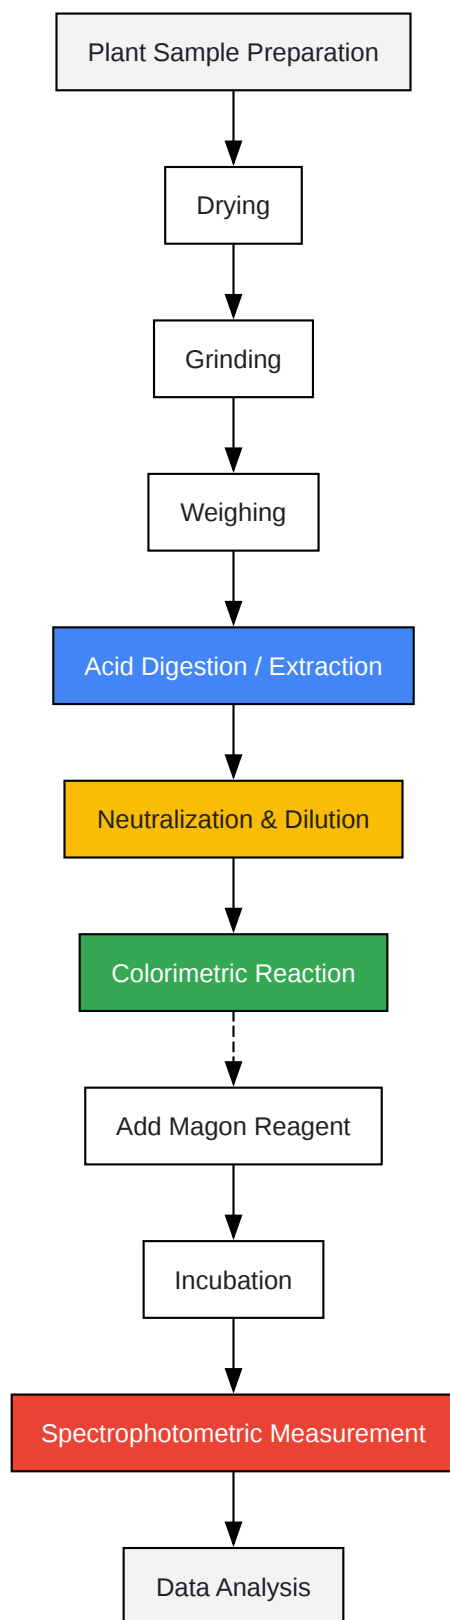 Plant Sample Preparation
Drying
Grinding
Weighing
Acid Digestion / Extraction
Neutralization & Dilution
Colorimetric Reaction
Add Magon Reagent
Incubation
Spectrophotometric Measurement
Data Analysis